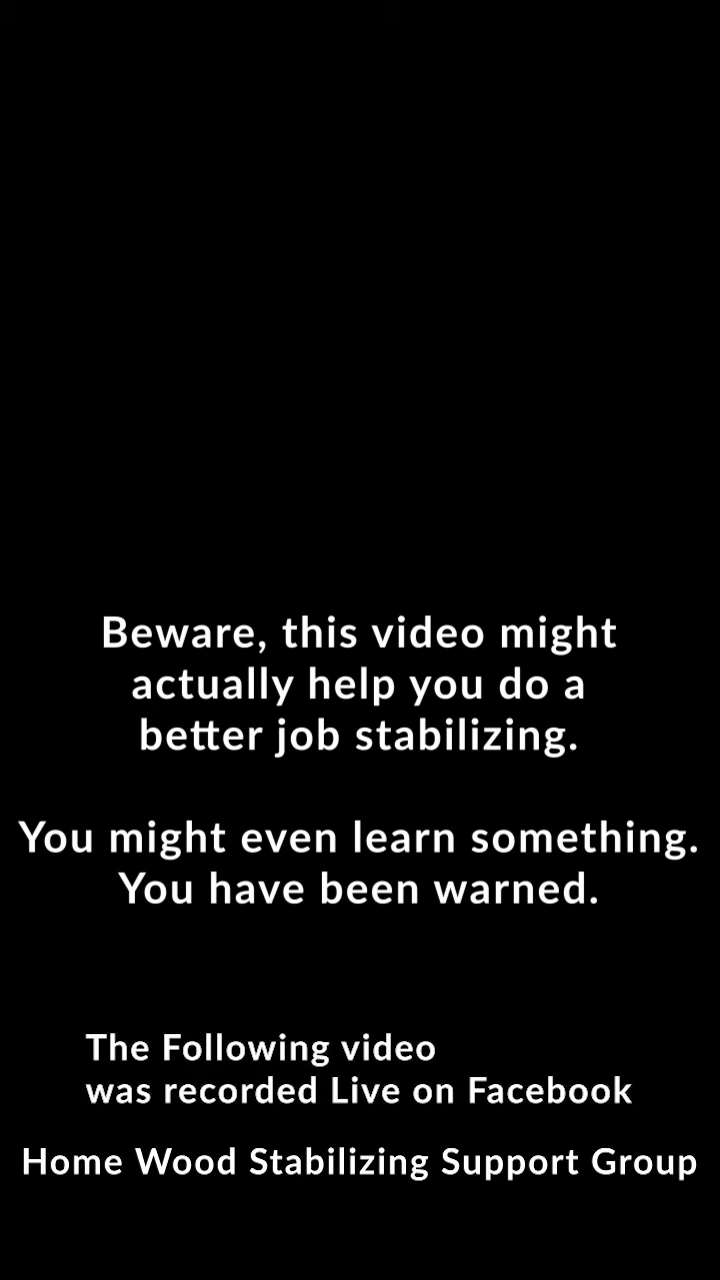 Beware, this video might
actually help you do a
better job stabilizing.
You might even learn something.
You have been warned.
The Following video
was recorded Live on Facebook
Home Wood Stabilizing Support Group